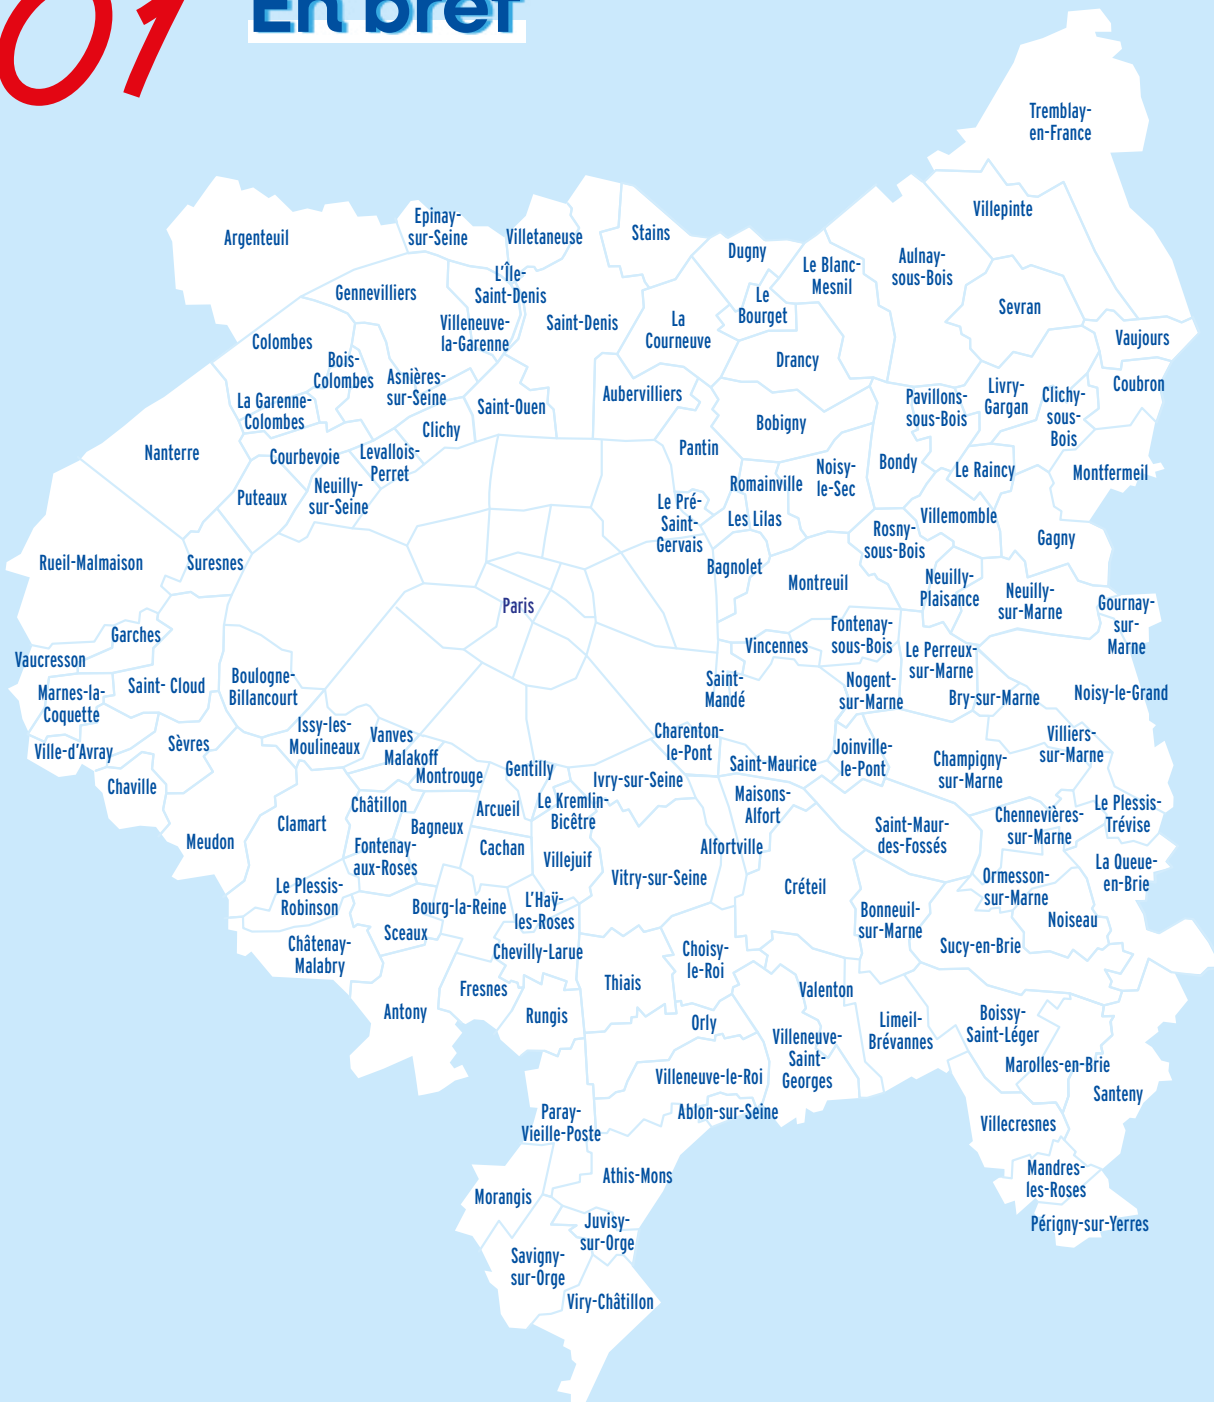 01
En bref
Tremblay-
en-France
Villepinte
Argenteuil
Epinay-
sur-Seine
Villetaneuse
Stains
Dugny
Le Blanc-
Mesnil
Aulnay-
sous-Bois
Sevran
Gennevilliers
L'Île-
Saint-Denis
Villeneuve-
la-Garenne
Saint-Denis
La
Courneuve
Le
Bourget
Drancy
Vaujours
Colombes
Bois-
Colombes
Asnières-
sur-Seine
La Garenne-
Colombes
Clichy
Saint-Ouen
Aubervilliers
Bobigny
Pavillons-
sous-Bois
Livry-
Gargan
Clichy-
sous-
Bois
Coubron
Nanterre
Courbevoie
Levallois-
Perret
Puteaux
Neuilly-
sur-Seine
Pantin
Romainville
Noisy-
le-Sec
Bondy
Le Raincy
Montfermeil
Le Pré-
Saint-
Gervais
Les Lilas
Rosny-
sous-Bois
Villemomble
Gagny
Rueil-Malmaison
Suresnes
Bagnolet
Montreuil
Neuilly-
Plaisance
Neuilly-
sur-Marne
Gournay-
sur-
Marne
Paris
Garches
Vaucresson
Marnes-la-
Coquette
Saint- Cloud
Boulogne-
Billancourt
Vincennes
Fontenay-
sous-Bois
Le Perreux-
sur-Marne
Saint-
Mandé
Nogent-
sur-Marne
Bry-sur-Marne
Noisy-le-Grand
Ville-d'Avray
Sèvres
Issy-les-
Moulineaux
Vanves
Malakoff
Montrouge
Gentilly
Charenton-
le-Pont
Saint-Maurice
Joinville-
le-Pont
Champigny-
sur-Marne
Villiers-
sur-Marne
Chaville
Ivry-sur-Seine
Maisons-
Alfort
Meudon
Clamart
Châtillon
Bagneux
Arcueil
Le Kremlin-
Bicêtre
Fontenay-
aux-Roses
Cachan
Villejuif
Alfortville
Saint-Maur-
des-Fossés
Chennevières-
sur-Marne
Le Plessis-
Trévise
Le Plessis-
Robinson
Vitry-sur-Seine
Créteil
Ormesson-
sur-Marne
La Queue-
en-Brie
Bourg-la-Reine
L'Haÿ-
les-Roses
Bonneuil-
sur-Marne
Noiseau
Sceaux
Châtenay-
Malabry
Chevilly-Larue
Choisy-
le-Roi
Sucy-en-Brie
Fresnes
Thiais
Valenton
Antony
Rungis
Orly
Villeneuve-
Saint-
Georges
Limeil-
Brévannes
Boissy-
Saint-Léger
Marolles-en-Brie
Villeneuve-le-Roi
Santeny
Paray-
Vieille-Poste
Ablon-sur-Seine
Villecresnes
Athis-Mons
Mandres-
les-Roses
Morangis
Juvisy-
sur-Orge
Périgny-sur-Yerres
Savigny-
sur-Orge
Viry-Châtillon